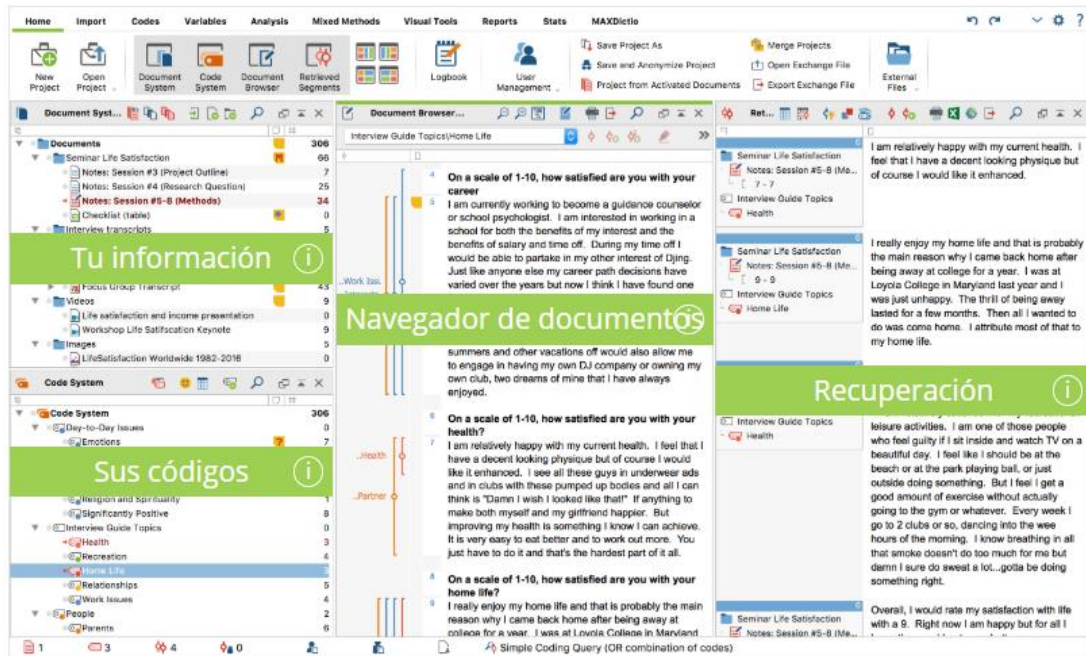 Home Import Codes Variables Analysis Mixed Methods Visual Tools Reports Stats MAXDictio
New Project
Open Project
Document System
Code System
Document Browser
Retrieved Segments
Logbook
User Management
Save Project As
Save and Anonymize Project
Project from Activated Documents
Merge Projects
Open Exchange File
Export Exchange File
External Files
Document Syst...
Documents 306
Seminar Life Satisfaction 66
Notes: Session #3 (Project Outline) 7
Notes: Session #4 (Research Question) 25
Notes: Session #5-8 (Methods) 34
Checklist (table) 0
Interview transcripts 5
Tu información
Focus Group Transcript 43
Videos 9
Life satisfaction and income presentation 0
Workshop Life Satifscation Keynote 9
Images 5
LifeSatisfaction Worldwide 1982-2016 0
Code System
Code System 306
Day-to-Day Issues 0
Emotions 7
Sus códigos
Religion and Spirituality 1
Significantly Positive 8
Interview Guide Topics 0
Health 3
Recreation 4
Home Life 3
Relationships 5
Work Issues 4
People 2
Parents 6
Document Browser...
Interview Guide Topics\Home Life
4 On a scale of 1-10, how satisfied are you with your
career
5 I am currently working to become a guidance counselor
or school psychologist. I am interested in working in a
school for both the benefits of my interest and the
benefits of salary and time off. During my time off I
would be able to partake in my other interest of Djing.
Just like anyone else my career path decisions have
varied over the years but now I think I have found one
..Work Iss.
Navegador de documentos
summers and other vacations off would also allow me
to engage in having my own DJ company or owning my
own club, two dreams of mine that I have always
enjoyed.
6 On a scale of 1-10, how satisfied are you with your
health?
7 I am relatively happy with my current health. I feel that I
have a decent looking physique but of course I would
like it enhanced. I see all these guys in underwear ads
and in clubs with these pumped up bodies and all I can
think is "Damn I wish I looked like that!" If anything to
make both myself and my girlfriend happier. But
improving my health is something I know I can achieve.
It is very easy to eat better and to work out more. You
just have to do it and that's the hardest part of it all.
..Health
..Partner
8 On a scale of 1-10, how satisfied are you with your
home life?
9 I really enjoy my home life and that is probably the main
reason why I came back home after being away at
college for a year. I was at Loyola College in Maryland
Ret...
Seminar Life Satisfaction
Notes: Session #5-8 (Me...
7 - 7
Interview Guide Topics
Health
I am relatively happy with my current health. I
feel that I have a decent looking physique but
of course I would like it enhanced.
Seminar Life Satisfaction
Notes: Session #5-8 (Me...
9 - 9
Interview Guide Topics
Home Life
I really enjoy my home life and that is probably
the main reason why I came back home after
being away at college for a year. I was at
Loyola College in Maryland last year and I
was just unhappy. The thrill of being away
lasted for a few months. Then all I wanted to
do was come home. I attribute most of that to
my home life.
Recuperación
Interview Guide Topics
Health
leisure activities. I am one of those people
who feel guilty if I sit inside and watch TV on a
beautiful day. I feel like I should be at the
beach or at the park playing ball, or just
outside doing something. But I feel I get a
good amount of exercise without actually
going to the gym or whatever. Every week I
go to 2 clubs or so, dancing into the wee
hours of the morning. I know breathing in all
that smoke doesn't do too much for me but
damn I sure do sweat a lot...gotta be doing
something right.
Seminar Life Satisfaction
Notes: Session #5-8 (Me...
Overall, I would rate my satisfaction with life
with a 9. Right now I am happy but for all I
1 3 4 0 Simple Coding Query (OR combination of codes)